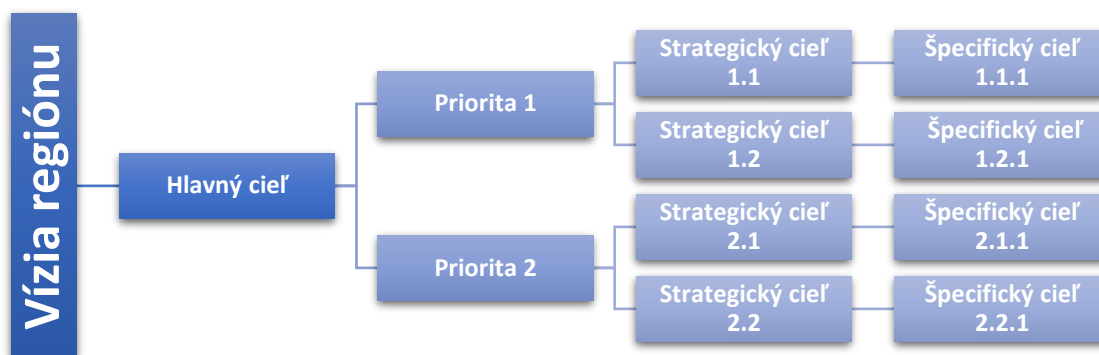 Vízia regiónu
Hlavný cieľ
Priorita 1
Strategický cieľ
1.1
Špecifický cieľ
1.1.1
Strategický cieľ
1.2
Špecifický cieľ
1.2.1
Priorita 2
Strategický cieľ
2.1
Špecifický cieľ
2.1.1
Strategický cieľ
2.2
Špecifický cieľ
2.2.1